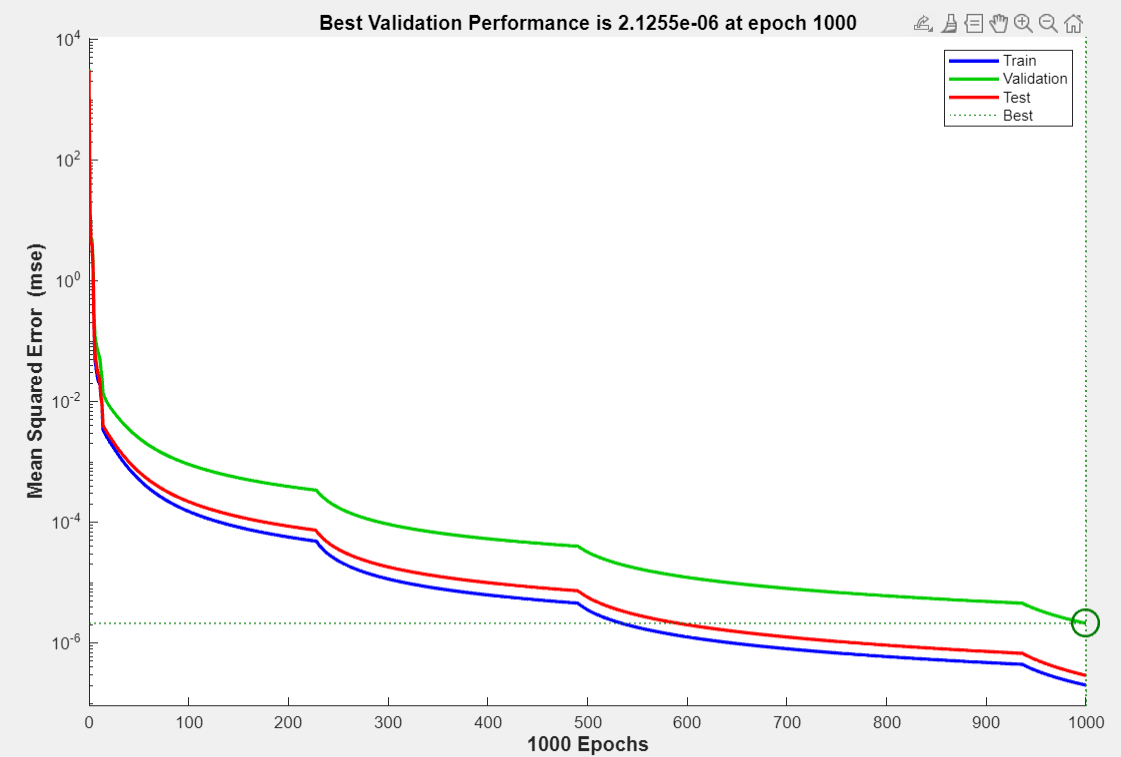 Best Validation Performance is 2.1255e-06 at epoch 1000
Train
Validation
Test
Best
Mean Squared Error (mse)
10^4
10^2
10^0
10^-2
10^-4
10^-6
0 100 200 300 400 500 600 700 800 900 1000
1000 Epochs